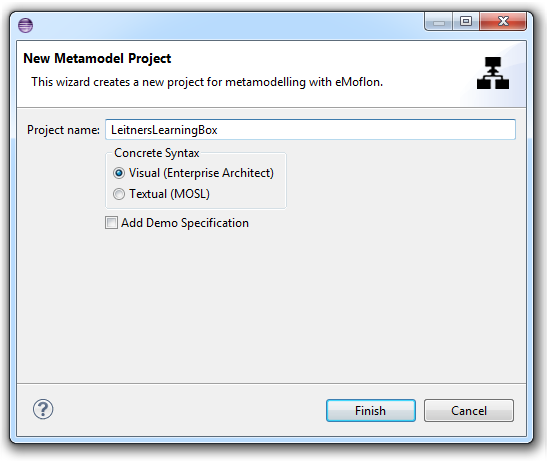 New Metamodel Project
This wizard creates a new project for metamodelling with eMoflon.
Project name: LeitnersLearningBox
Concrete Syntax
Visual (Enterprise Architect)
Textual (MOSL)
Add Demo Specification
? Finish Cancel